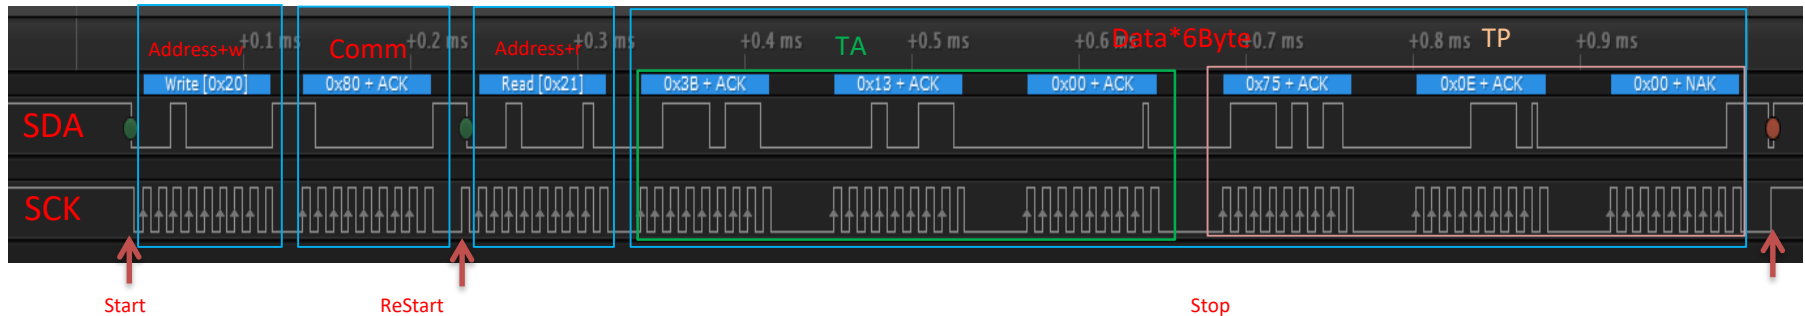 +0.1 ms +0.2 ms +0.3 ms +0.4 ms +0.5 ms +0.6 ms +0.7 ms +0.8 ms +0.9 ms
Address+w Comm Address+r TA Data*6Byte TP
Write [0x20] 0x80 + ACK Read [0x21] 0x3B + ACK 0x13 + ACK 0x00 + ACK 0x75 + ACK 0x0E + ACK 0x00 + NAK
SDA
SCK
Start ReStart Stop